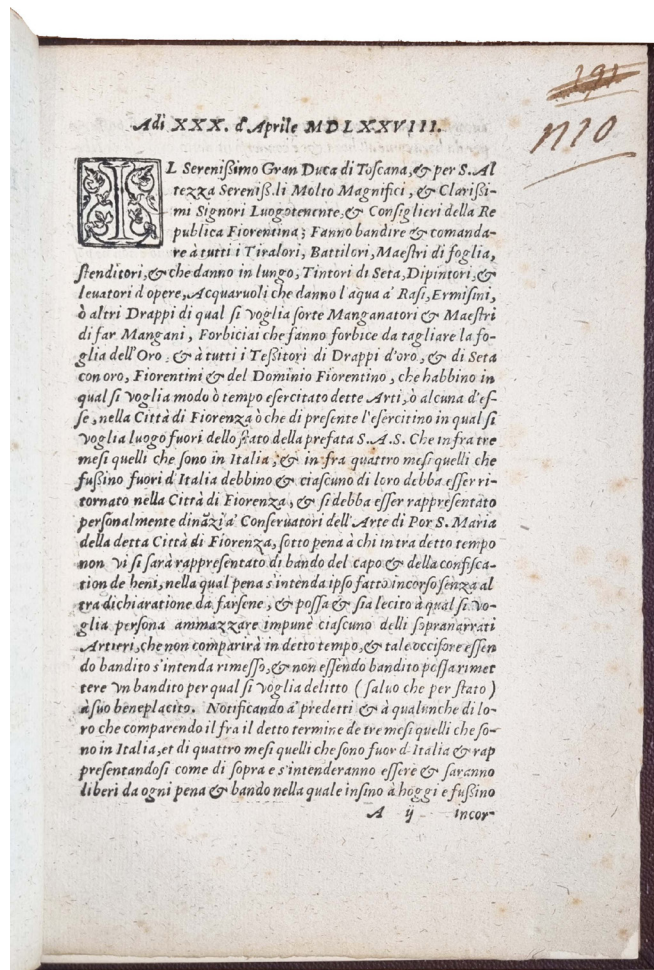 191
n 10
Adi XXX. d'Aprile MDLXXVIII.
IL Serenißimo Gran Duca di Toscana, & per S. Al
tezza Sereniß. li Molto Magnifici, & Clarißi-
mi Signori Luogotenente, & Consiglieri della Re
publica Fiorentina; Fanno bandire & comanda-
re à tutti i Tiralori, Battilori, Maestri di foglia,
stenditori, & che danno in lungo, Tintori di Seta, Dipintori, &
levatori d'opere, Acquaruoli che danno l'aqua a' Rasi, Ermisini,
ò altri Drappi di qual si voglia sorte Manganatori & Maestri
di far Mangani, Forbiciai che fanno forbice da tagliare la fo-
glia dell'Oro, & à tutti i Teßitori di Drappi d'oro, & di Seta
con oro, Fiorentini & del Dominio Fiorentino, che habbino in
qual si voglia modo ò tempo esercitato dette Arti, ò alcuna d'es-
se, nella Città di Fiorenza ò che di presente l'esercitino in qual si
voglia luogo fuori dello stato della prefata S. A. S. Che infra tre
mesi quelli che sono in Italia, & in fra quattro mesi quelli che
fußino fuori d'Italia debbino & ciascuno di loro debba esser ri-
tornato nella Città di Fiorenza, & si debba esser rappresentato
personalmente dināzi a' Conseruatori dell'Arte di Por S. Maria
della detta Città di Fiorenza, sotto pena à chi intra detto tempo
non vi si sarà rappresentato di bando del capo & della confisca-
tion de beni, nella qual pena s'intenda ipso fatto incorso senza al
tra dichiaratione da farsene, & possa & sia lecito à qual si vo-
glia persona ammazzare impune ciascuno delli sopranarrati
Artieri, che non comparirà in detto tempo, & tale occisore essen
do bandito s'intenda rimesso, & non essendo bandito possa rimet
tere vn bandito per qual si voglia delitto (saluo che per stato)
à suo beneplacito. Notificando à predetti & à qualunche di lo-
ro che comparendo il fra il detto termine de tre mesi quelli che so-
no in Italia, et di quattro mesi quelli che sono fuor d'Italia & rap
presentandosi come di sopra e s'intenderanno essere & saranno
liberi da ogni pena & bando nella quale insino à hoggi e fußino
A ij incor-